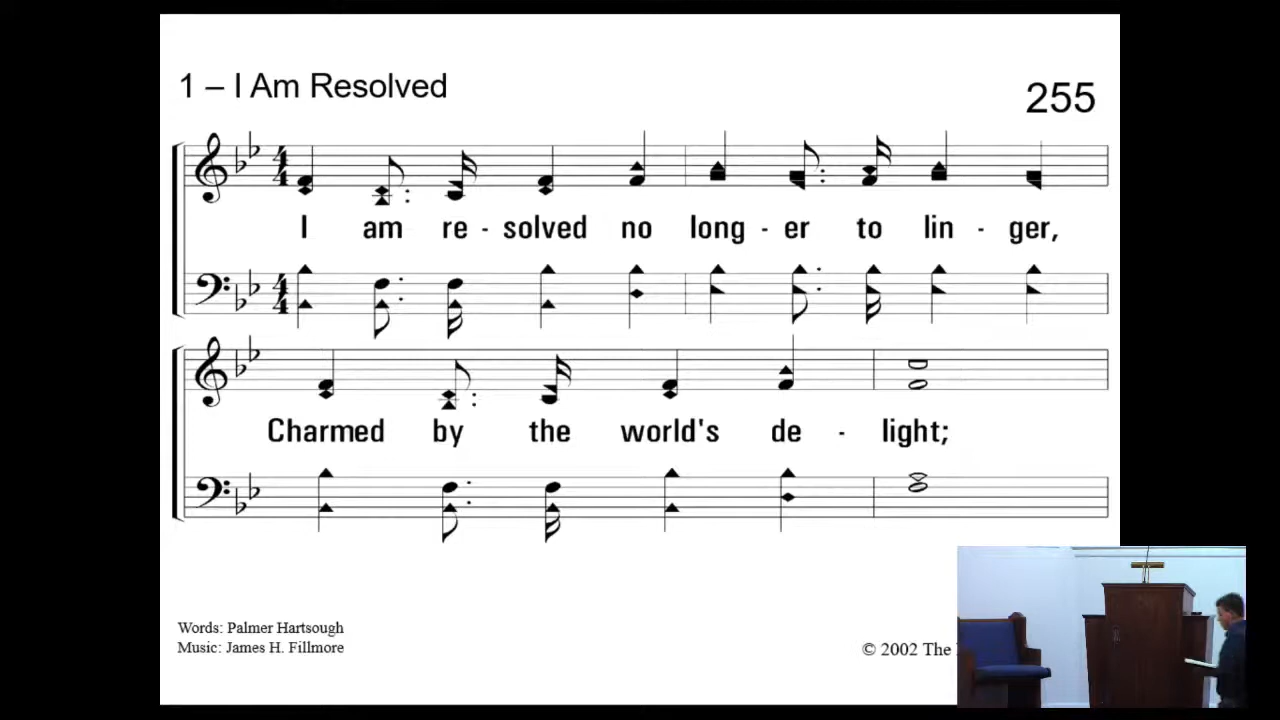 1 – I Am Resolved
255
I am re - solved no long - er to lin - ger,
Charmed by the world's de - light;
Words: Palmer Hartsough
Music: James H. Fillmore
© 2002 The